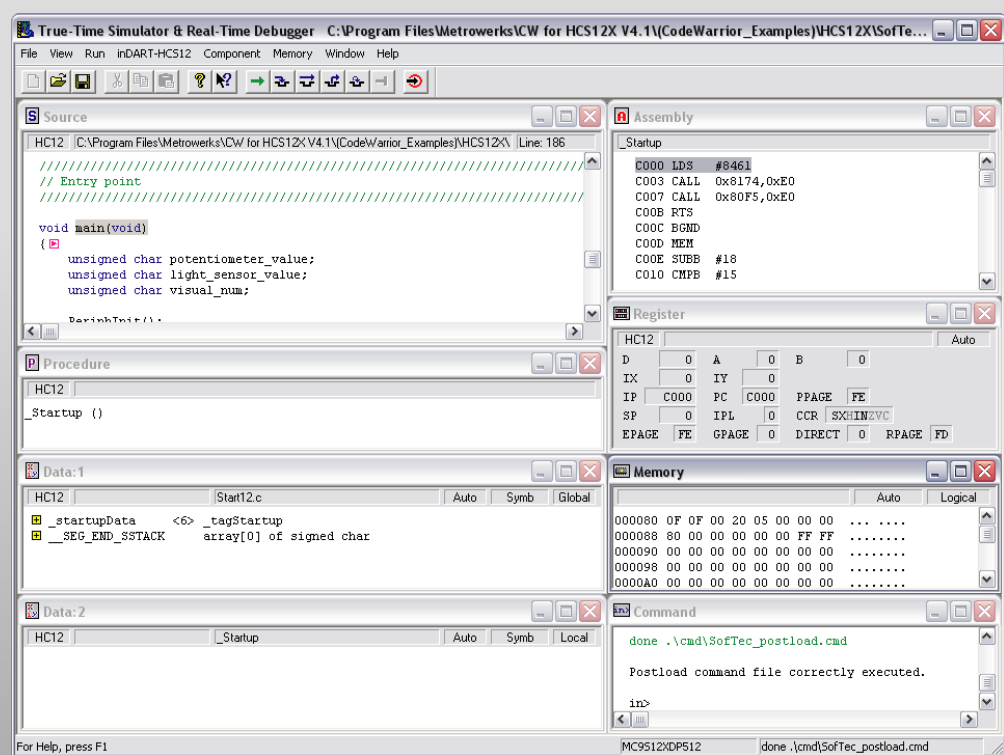 True-Time Simulator & Real-Time Debugger C:\Program Files\Metrowerks\CW for HCS12X V4.1\(CodeWarrior_Examples)\HCS12X\SofTe...
File View Run inDART-HCS12 Component Memory Window Help
Source
HC12 C:\Program Files\Metrowerks\CW for HCS12X V4.1\(CodeWarrior_Examples)\HCS12X\ Line: 186
////////////////////////////////////////////////////////////////////////////
// Entry point
////////////////////////////////////////////////////////////////////////////
void main(void)
{
unsigned char potentiometer_value;
unsigned char light_sensor_value;
unsigned char visual_num;
PeriphInit();
Assembly
_Startup
C000 LDS #8461
C003 CALL 0x8174,0xE0
C007 CALL 0x80F5,0xE0
C00B RTS
C00C BGND
C00D MEM
C00E SUBB #18
C010 CMPB #15
Register
HC12 Auto
D 0 A 0 B 0
IX 0 IY 0
IP C000 PC C000 PPAGE FE
SP 0 IPL 0 CCR SXHINZVC
EPAGE FE GPAGE 0 DIRECT 0 RPAGE FD
Procedure
HC12
_Startup ()
Data:1
HC12 Start12.c Auto Symb Global
_startupData <6> _tagStartup
__SEG_END_SSTACK array[0] of signed char
Memory
Auto Logical
000080 0F 0F 00 20 05 00 00 00 ... ....
000088 80 00 00 00 00 00 FF FF ........
000090 00 00 00 00 00 00 00 00 ........
000098 00 00 00 00 00 00 00 00 ........
0000A0 00 00 00 00 00 00 00 00 ........
Data:2
HC12 _Startup Auto Symb Local
Command
done .\cmd\SofTec_postload.cmd
Postload command file correctly executed.
in>
For Help, press F1 MC9S12XDP512 done .\cmd\SofTec_postload.cmd